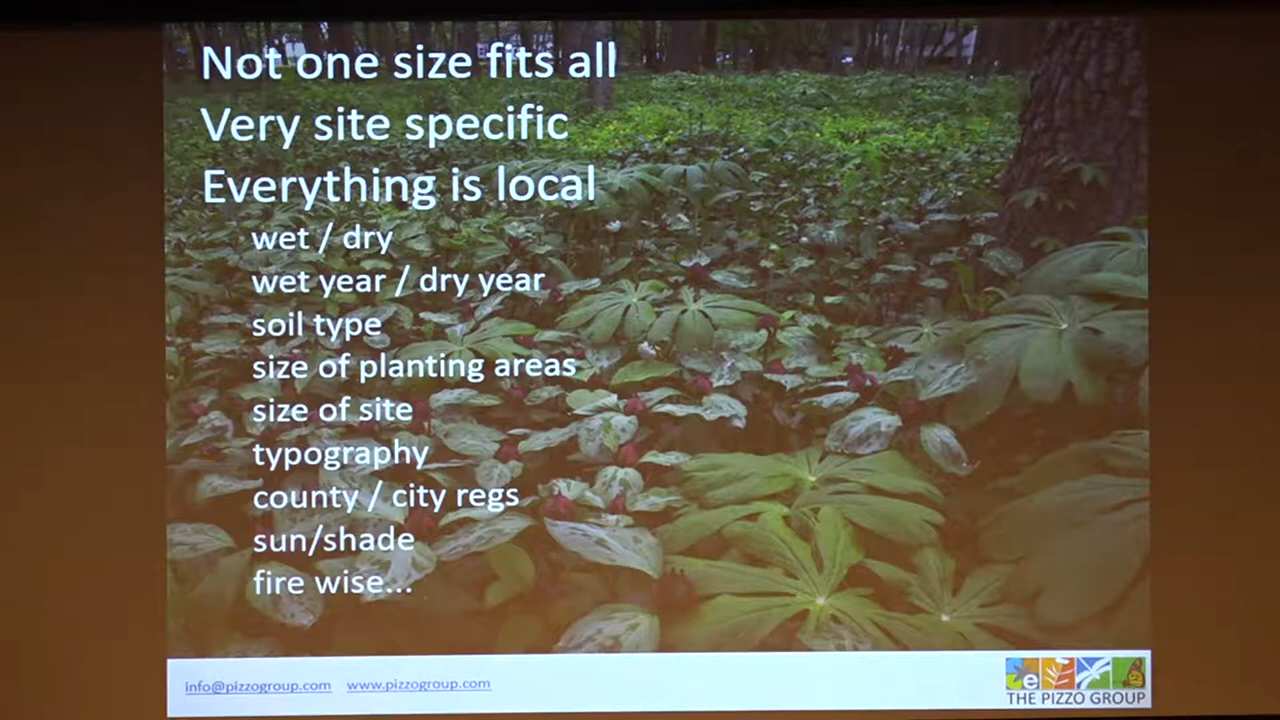 Not one size fits all
Very site specific
Everything is local
wet / dry
wet year / dry year
soil type
size of planting areas
size of site
typography
county / city regs
sun/shade
fire wise...
info@pizzogroup.com www.pizzogroup.com
e
THE PIZZO GROUP